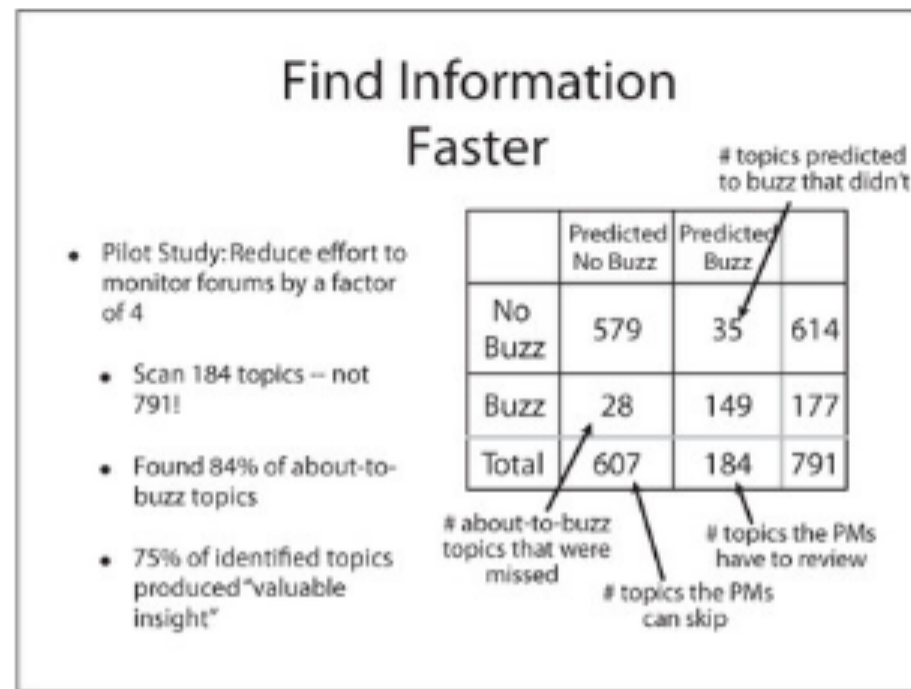 Find Information
Faster
# topics predicted
to buzz that didn't
• Pilot Study: Reduce effort to
monitor forums by a factor
of 4
• Scan 184 topics -- not
791!
• Found 84% of about-to-
buzz topics
• 75% of identified topics
produced "valuable
insight"
Predicted Predicted
No Buzz Buzz
No
Buzz 579 35 614
Buzz 28 149 177
Total 607 184 791
# about-to-buzz
topics that were
missed
# topics the PMs
have to review
# topics the PMs
can skip